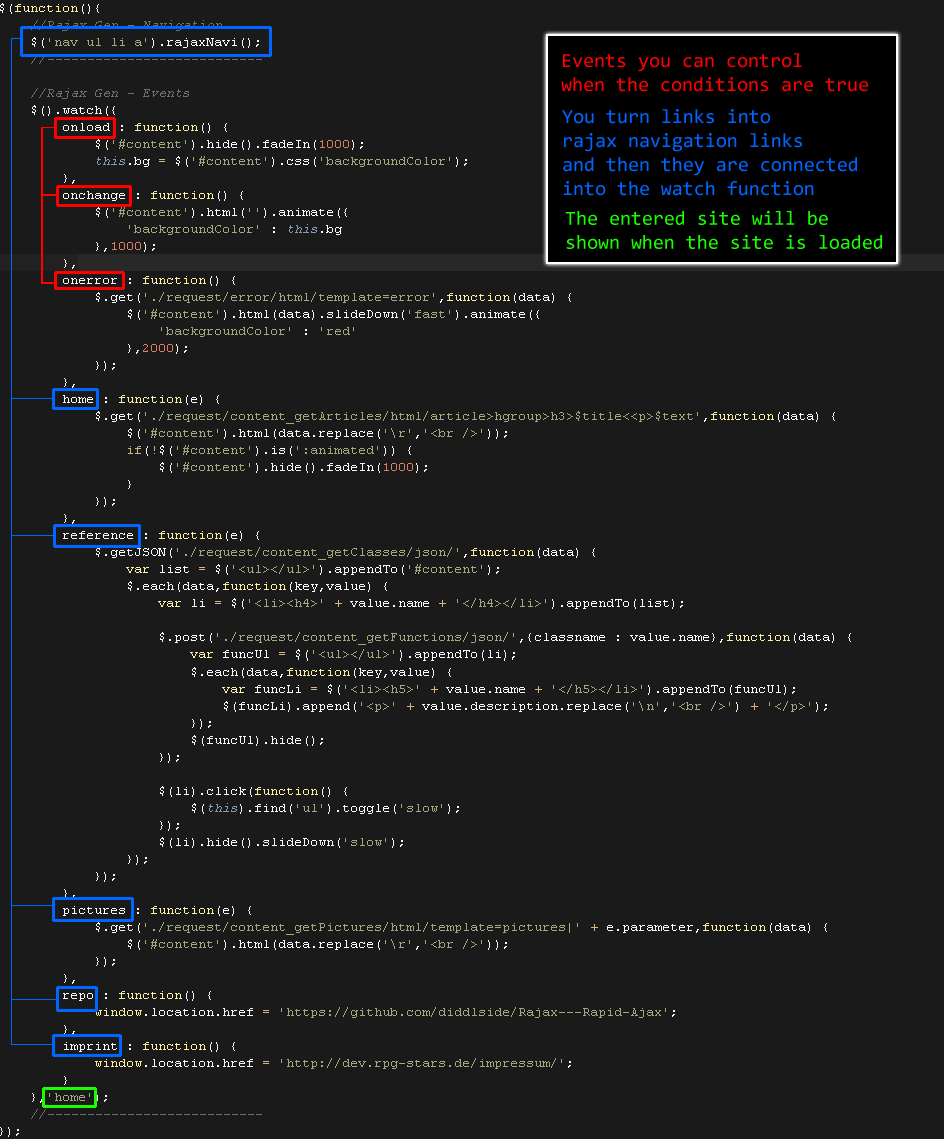 $(function(){
//Rajax Gen - Navigation
$('nav ul li a').rajaxNavi();
//---------------------------
//Rajax Gen - Events
$().watch({
onload : function() {
$('#content').hide().fadeIn(1000);
this.bg = $('#content').css('backgroundColor');
},
onchange : function() {
$('#content').html('').animate({
'backgroundColor' : this.bg
},1000);
},
onerror : function() {
$.get('./request/error/html/template=error',function(data) {
$('#content').html(data).slideDown('fast').animate({
'backgroundColor' : 'red'
},2000);
});
},
home : function(e) {
$.get('./request/content_getArticles/html/article>hgroup>h3>$title<<p>$text',function(data) {
$('#content').html(data.replace('\r','<br />'));
if(!$('#content').is(':animated')) {
$('#content').hide().fadeIn(1000);
}
});
},
reference : function(e) {
$.getJSON('./request/content_getClasses/json/',function(data) {
var list = $('<ul></ul>').appendTo('#content');
$.each(data,function(key,value) {
var li = $('<li><h4>' + value.name + '</h4></li>').appendTo(list);
$.post('./request/content_getFunctions/json/',{classname : value.name},function(data) {
var funcUl = $('<ul></ul>').appendTo(li);
$.each(data,function(key,value) {
var funcLi = $('<li><h5>' + value.name + '</h5></li>').appendTo(funcUl);
$(funcLi).append('<p>' + value.description.replace('\n','<br />') + '</p>');
});
$(funcUl).hide();
});
$(li).click(function() {
$(this).find('ul').toggle('slow');
});
$(li).hide().slideDown('slow');
});
});
},
pictures : function(e) {
$.get('./request/content_getPictures/html/template=pictures|' + e.parameter,function(data) {
$('#content').html(data.replace('\r','<br />'));
});
},
repo : function() {
window.location.href = 'https://github.com/diddlside/Rajax---Rapid-Ajax';
},
imprint : function() {
window.location.href = 'http://dev.rpg-stars.de/impressum/';
}
},'home');
//---------------------------
});
Events you can control
when the conditions are true
You turn links into
rajax navigation links
and then they are connected
into the watch function
The entered site will be
shown when the site is loaded